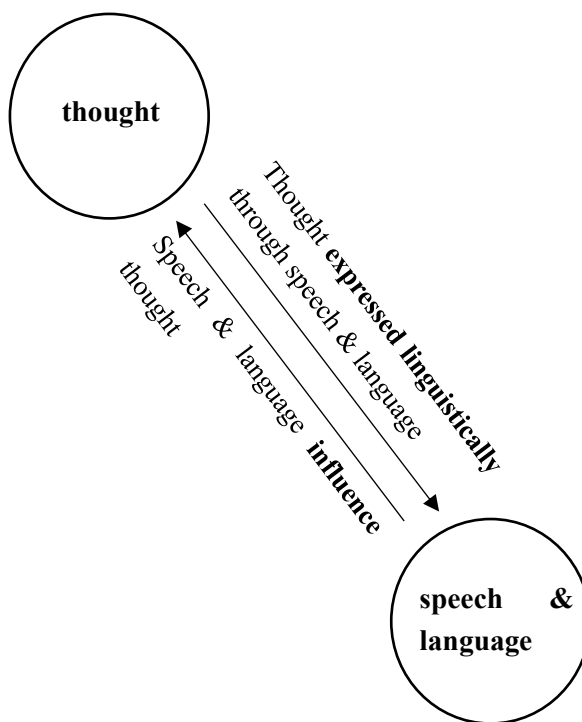 thought
Thought expressed linguistically
through speech & language
Speech & language influence
thought
speech &
language